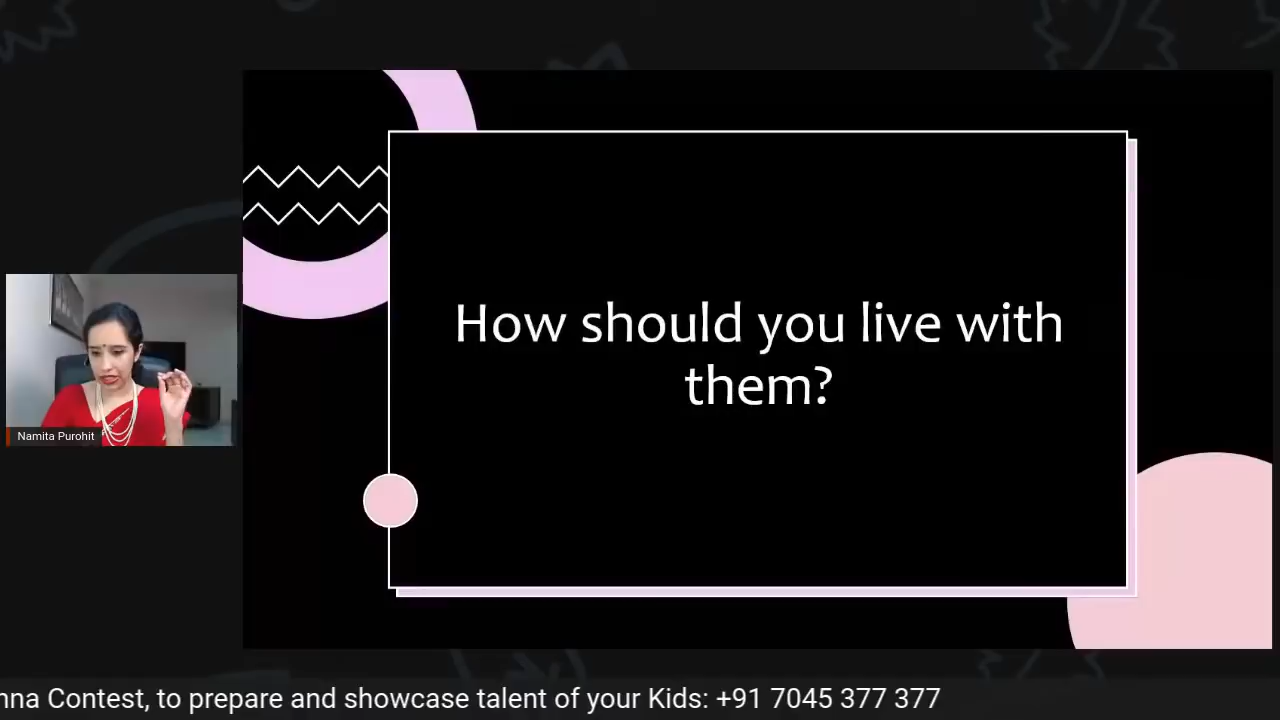 How should you live with
them?
Namita Purohit
nna Contest, to prepare and showcase talent of your Kids: +91 7045 377 377